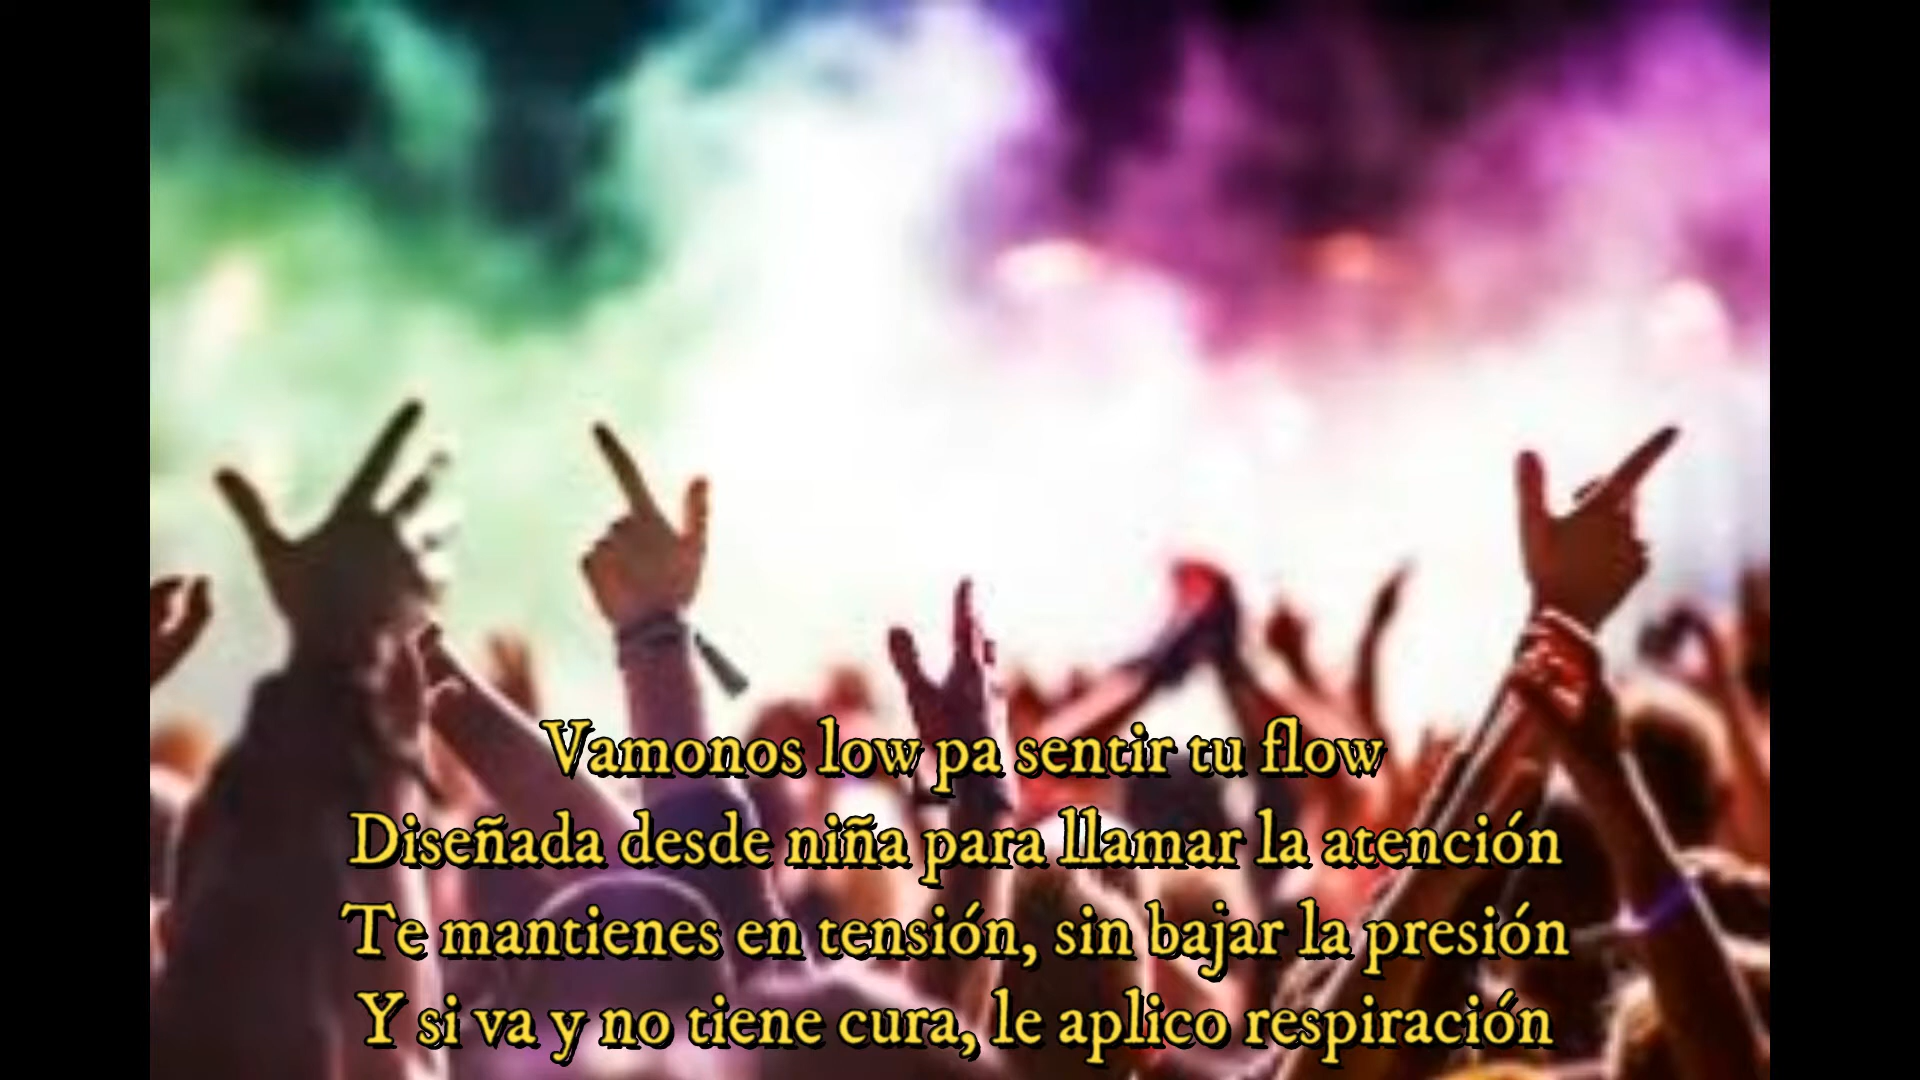 Vamonos low pa sentir tu flow
Diseñada desde niña para llamar la atención
Te mantienes en tensión, sin bajar la presión
Y si va y no tiene cura, le aplico respiración